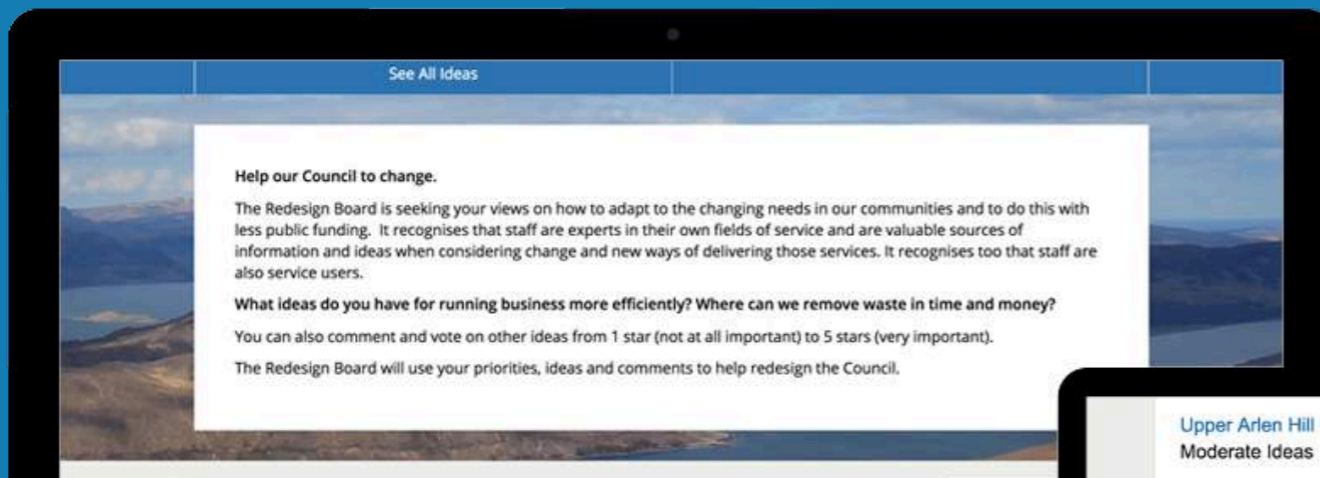 See All Ideas
Help our Council to change.
The Redesign Board is seeking your views on how to adapt to the changing needs in our communities and to do this with
less public funding. It recognises that staff are experts in their own fields of service and are valuable sources of
information and ideas when considering change and new ways of delivering those services. It recognises too that staff are
also service users.
What ideas do you have for running business more efficiently? Where can we remove waste in time and money?
You can also comment and vote on other ideas from 1 star (not at all important) to 5 stars (very important).
The Redesign Board will use your priorities, ideas and comments to help redesign the Council.
Upper Arlen Hill
Moderate Ideas